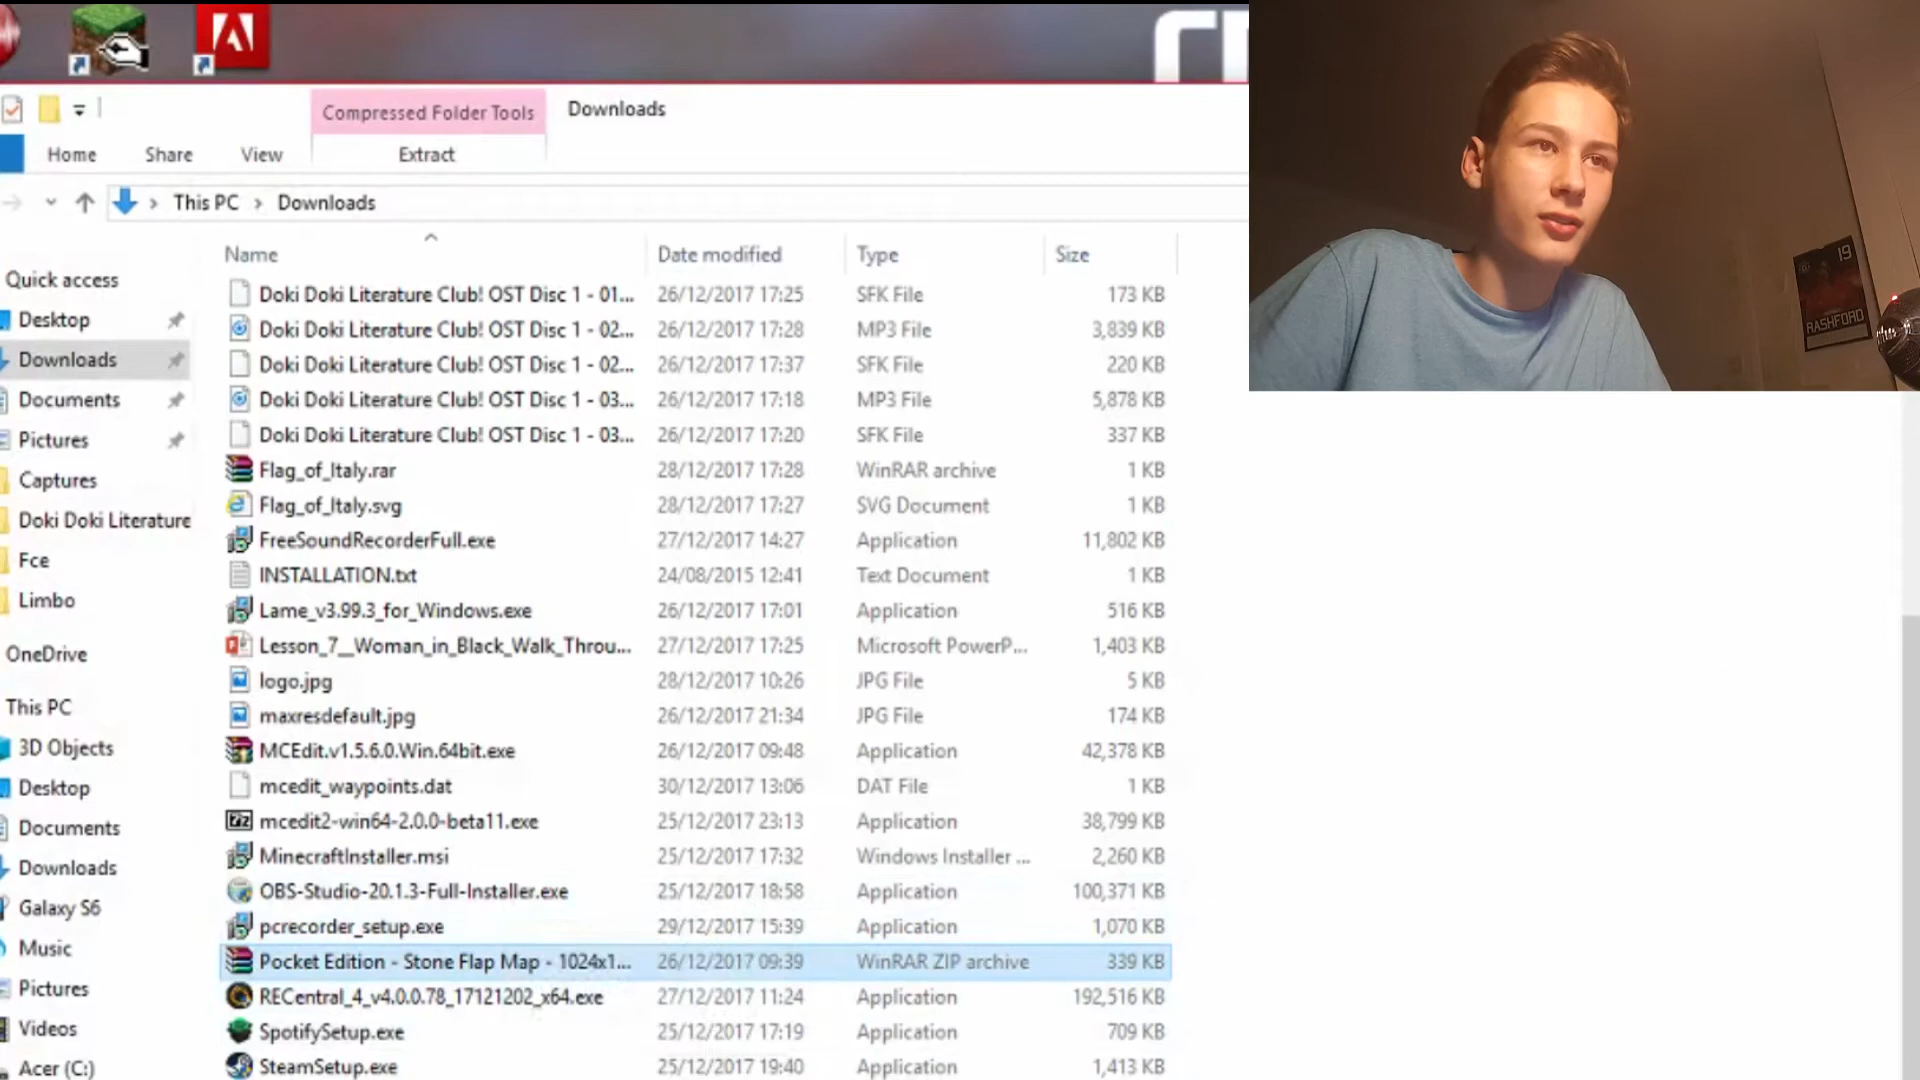 Compressed Folder Tools
Downloads
Home
Share
View
Extract
This PC > Downloads
Name
Date modified
Type
Size
Quick access
Desktop
Downloads
Documents
Pictures
Captures
Doki Doki Literature
Fce
Limbo
OneDrive
This PC
3D Objects
Desktop
Documents
Downloads
Galaxy S6
Music
Pictures
Videos
Acer (C:)
Doki Doki Literature Club! OST Disc 1 - 01... 26/12/2017 17:25 SFK File 173 KB
Doki Doki Literature Club! OST Disc 1 - 02... 26/12/2017 17:28 MP3 File 3,839 KB
Doki Doki Literature Club! OST Disc 1 - 02... 26/12/2017 17:37 SFK File 220 KB
Doki Doki Literature Club! OST Disc 1 - 03... 26/12/2017 17:18 MP3 File 5,878 KB
Doki Doki Literature Club! OST Disc 1 - 03... 26/12/2017 17:20 SFK File 337 KB
Flag_of_Italy.rar 28/12/2017 17:28 WinRAR archive 1 KB
Flag_of_Italy.svg 28/12/2017 17:27 SVG Document 1 KB
FreeSoundRecorderFull.exe 27/12/2017 14:27 Application 11,802 KB
INSTALLATION.txt 24/08/2015 12:41 Text Document 1 KB
Lame_v3.99.3_for_Windows.exe 26/12/2017 17:01 Application 516 KB
Lesson_7__Woman_in_Black_Walk_Throu... 27/12/2017 17:25 Microsoft PowerP... 1,403 KB
logo.jpg 28/12/2017 10:26 JPG File 5 KB
maxresdefault.jpg 26/12/2017 21:34 JPG File 174 KB
MCEdit.v1.5.6.0.Win.64bit.exe 26/12/2017 09:48 Application 42,378 KB
mcedit_waypoints.dat 30/12/2017 13:06 DAT File 1 KB
mcedit2-win64-2.0.0-beta11.exe 25/12/2017 23:13 Application 38,799 KB
MinecraftInstaller.msi 25/12/2017 17:32 Windows Installer ... 2,260 KB
OBS-Studio-20.1.3-Full-Installer.exe 25/12/2017 18:58 Application 100,371 KB
pcrecorder_setup.exe 29/12/2017 15:39 Application 1,070 KB
Pocket Edition - Stone Flap Map - 1024x1... 26/12/2017 09:39 WinRAR ZIP archive 339 KB
RECentral_4_v4.0.0.78_17121202_x64.exe 27/12/2017 11:24 Application 192,516 KB
SpotifySetup.exe 25/12/2017 17:19 Application 709 KB
SteamSetup.exe 25/12/2017 19:40 Application 1,413 KB
19
RASHFORD